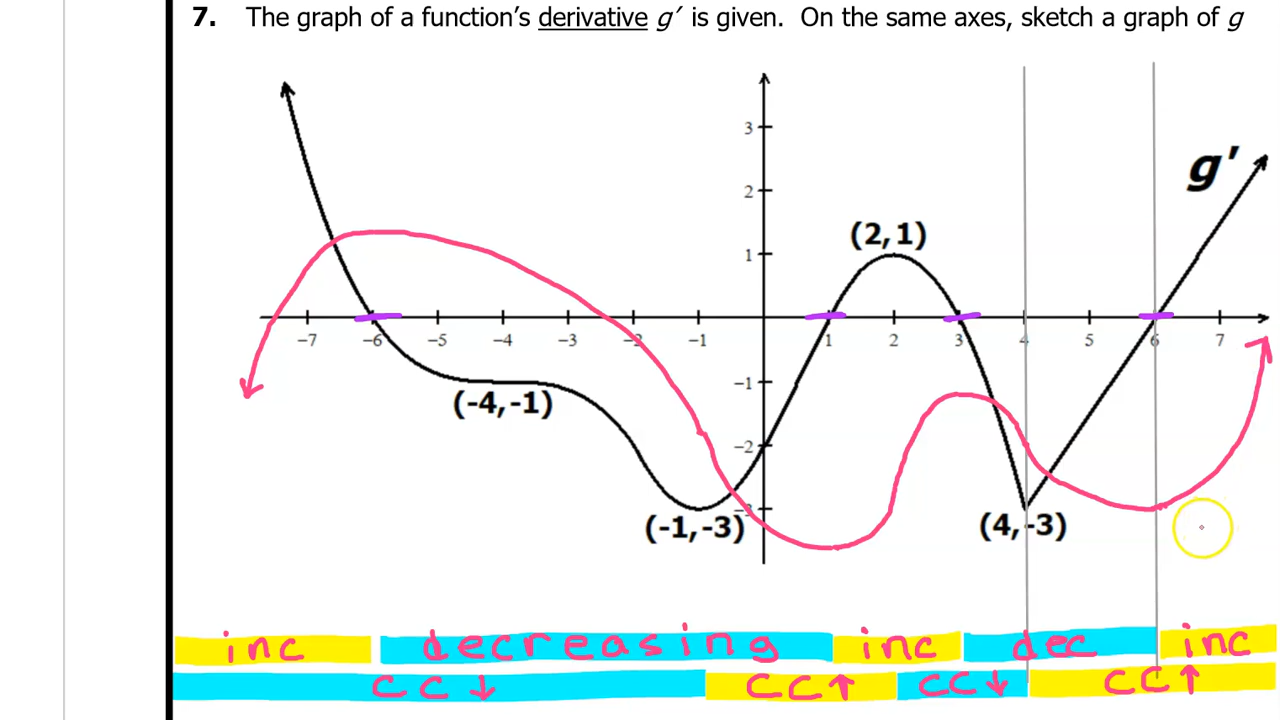 7. The graph of a function's derivative g′ is given. On the same axes, sketch a graph of g
3
g'
2
(2, 1)
1
-7 -6 -5 -4 -3 -2 -1 1 2 3 4 5 6 7
-1
(-4, -1)
-2
-3
(-1, -3) (4, -3)
inc decreasing inc dec inc
CC↓ CC↑ CC↓ CC↑